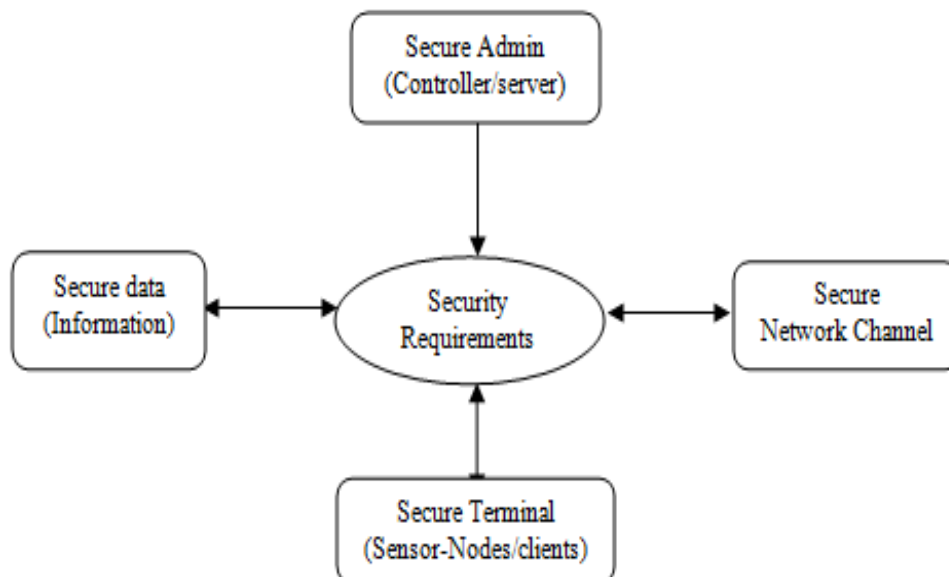 Secure Admin
(Controller/server)
Secure data
(Information)
Security
Requirements
Secure
Network Channel
Secure Terminal
(Sensor-Nodes/clients)